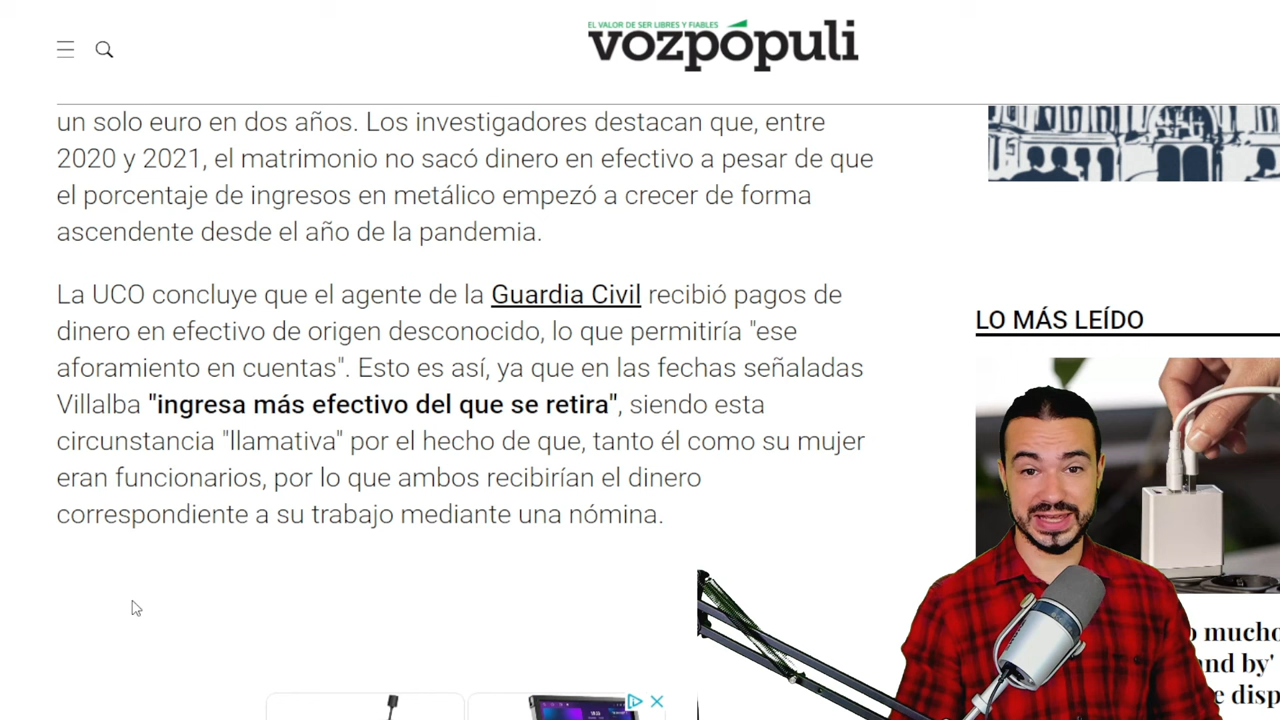 EL VALOR DE SER LIBRES Y FIABLES
vozpópuli
un solo euro en dos años. Los investigadores destacan que, entre
2020 y 2021, el matrimonio no sacó dinero en efectivo a pesar de que
el porcentaje de ingresos en metálico empezó a crecer de forma
ascendente desde el año de la pandemia.
La UCO concluye que el agente de la Guardia Civil recibió pagos de
dinero en efectivo de origen desconocido, lo que permitiría "ese
aforamiento en cuentas". Esto es así, ya que en las fechas señaladas
Villalba "ingresa más efectivo del que se retira", siendo esta
circunstancia "llamativa" por el hecho de que, tanto él como su mujer
eran funcionarios, por lo que ambos recibirían el dinero
correspondiente a su trabajo mediante una nómina.
LO MÁS LEÍDO
mucho
by'